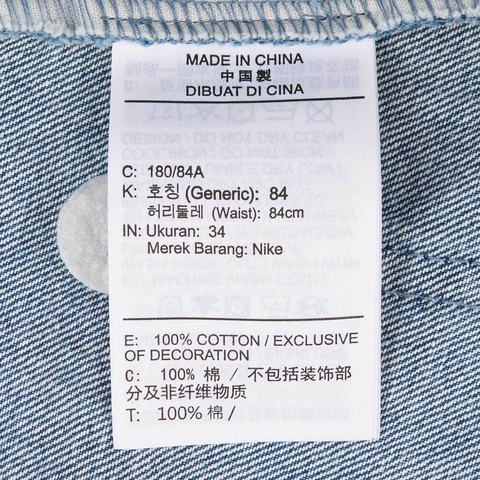 MADE IN CHINA
中国製
DIBUAT DI CINA
C: 180/84A
K: 호칭 (Generic): 84
허리둘레 (Waist): 84cm
IN: Ukuran: 34
Merek Barang: Nike
E: 100% COTTON / EXCLUSIVE
OF DECORATION
C: 100% 棉 / 不包括装饰部
分及非纤维物质
T: 100% 棉 /